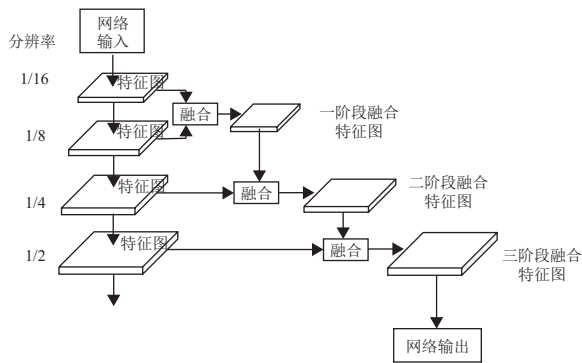 网络
输入
分辨率
1/16
特征图
融合
一阶段融合
特征图
1/8
特征图
1/4
特征图
融合
二阶段融合
特征图
1/2
特征图
融合
三阶段融合
特征图
网络输出